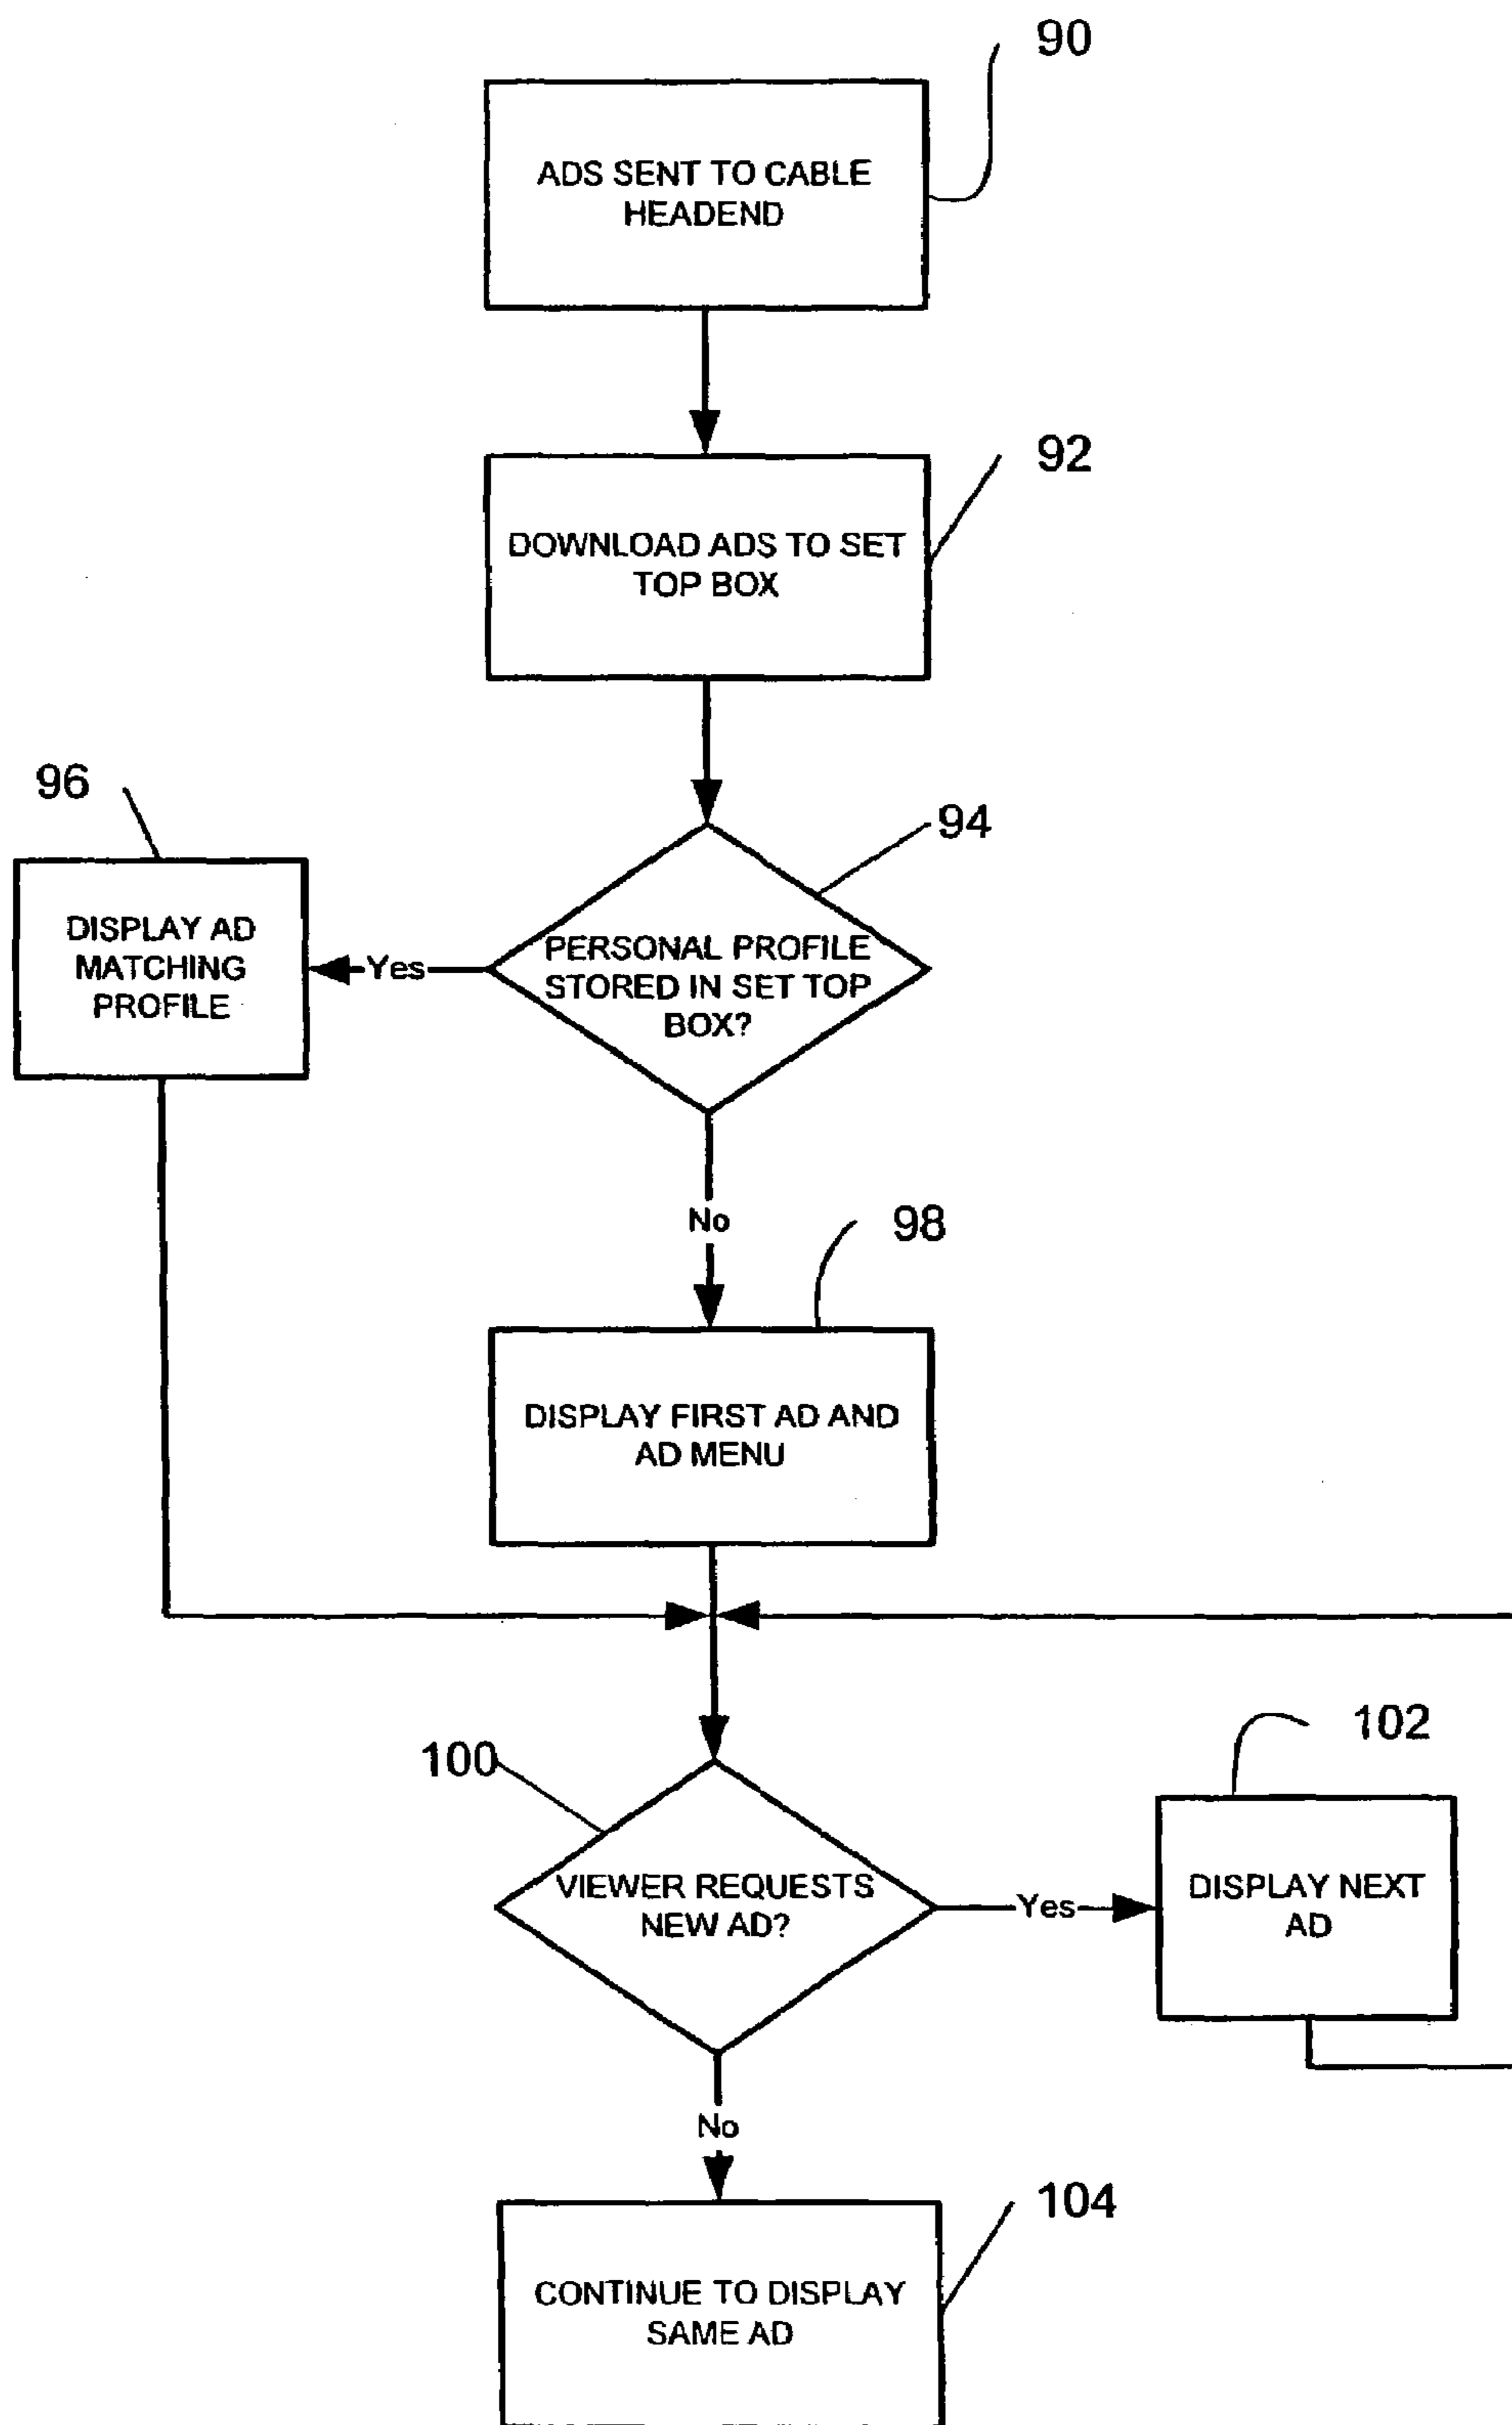 90
ADS SENT TO CABLE
HEADEND
92
DOWNLOAD ADS TO SET
TOP BOX
96
94
DISPLAY AD
MATCHING
PROFILE
Yes
PERSONAL PROFILE
STORED IN SET TOP
BOX?
No
98
DISPLAY FIRST AD AND
AD MENU
100
102
VIEWER REQUESTS
NEW AD?
Yes
DISPLAY NEXT
AD
No
104
CONTINUE TO DISPLAY
SAME AD